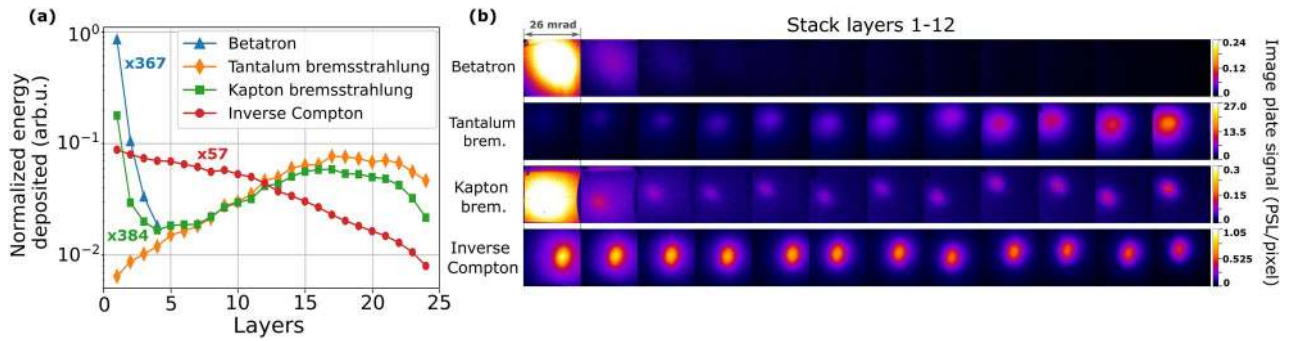 (a)
Normalized energy
deposited (arb.u.)
10⁰
10⁻¹
10⁻²
x367
x57
x384
Betatron
Tantalum bremsstrahlung
Kapton bremsstrahlung
Inverse Compton
0 5 10 15 20 25
Layers
(b)
Stack layers 1-12
26 mrad
Betatron
0.24
0.12
0
Tantalum
brem.
27.0
13.5
0
Kapton
brem.
0.3
0.15
0
Inverse
Compton
1.05
0.525
0
Image plate signal (PSL/pixel)